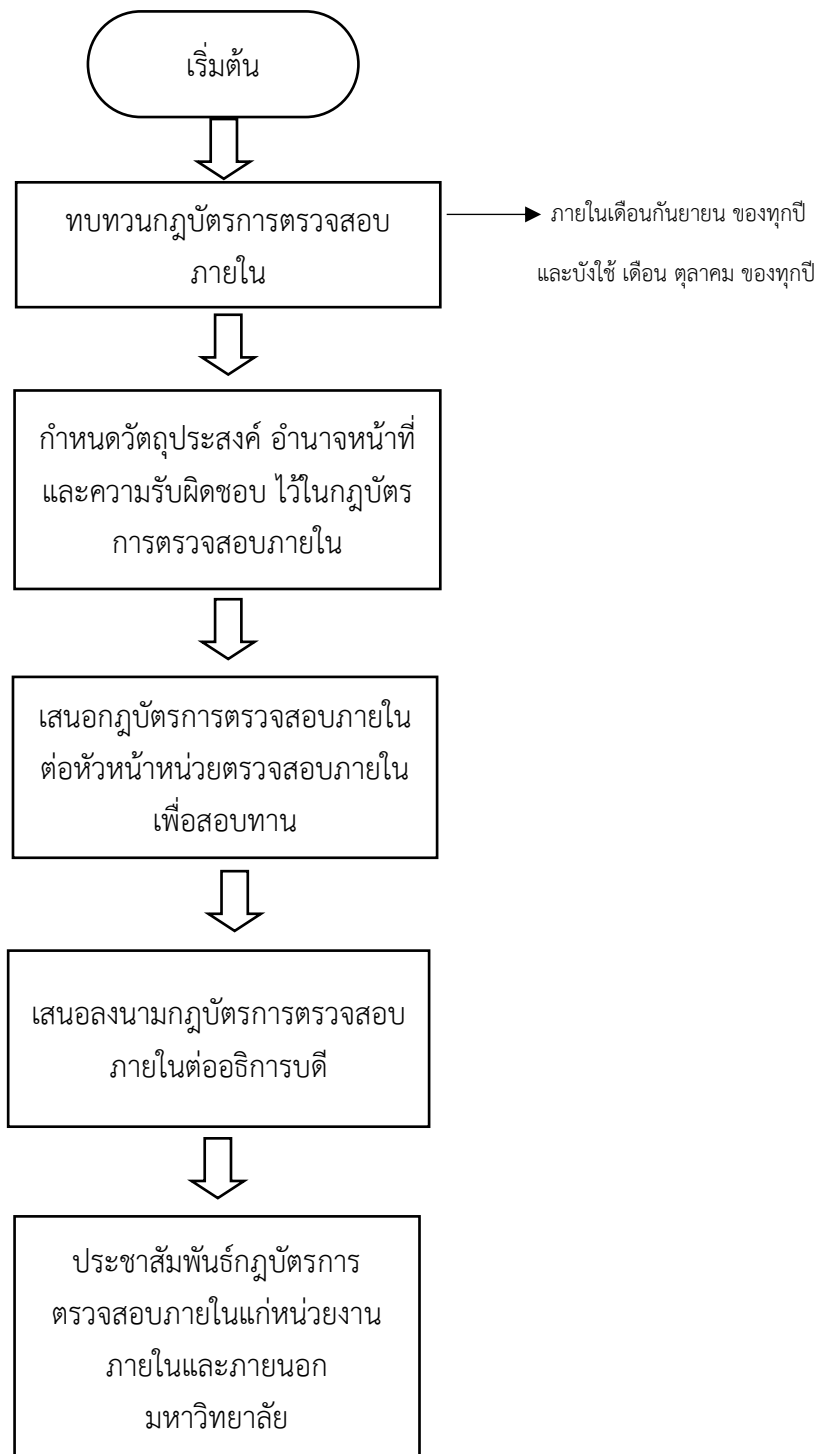 เริ่มต้น
ทบทวนกฎบัตรการตรวจสอบ
ภายใน
ภายในเดือนกันยายน ของทุกปี
และบังใช้ เดือน ตุลาคม ของทุกปี
กำหนดวัตถุประสงค์ อำนาจหน้าที่
และความรับผิดชอบ ไว้ในกฎบัตร
การตรวจสอบภายใน
เสนอกฎบัตรการตรวจสอบภายใน
ต่อหัวหน้าหน่วยตรวจสอบภายใน
เพื่อสอบทาน
เสนอลงนามกฎบัตรการตรวจสอบ
ภายในต่ออธิการบดี
ประชาสัมพันธ์กฎบัตรการ
ตรวจสอบภายในแก่หน่วยงาน
ภายในและภายนอก
มหาวิทยาลัย